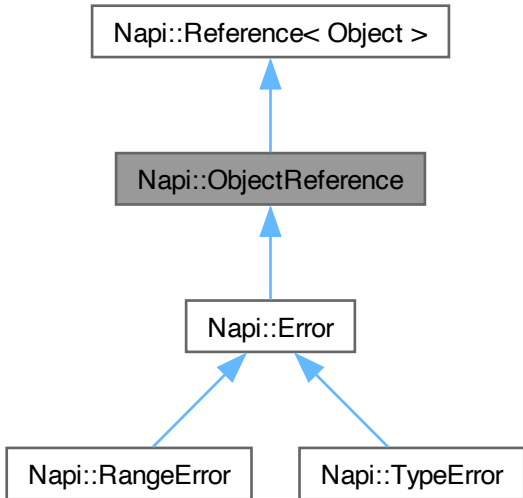 Napi::Reference< Object >
Napi::ObjectReference
Napi::Error
Napi::RangeError
Napi::TypeError